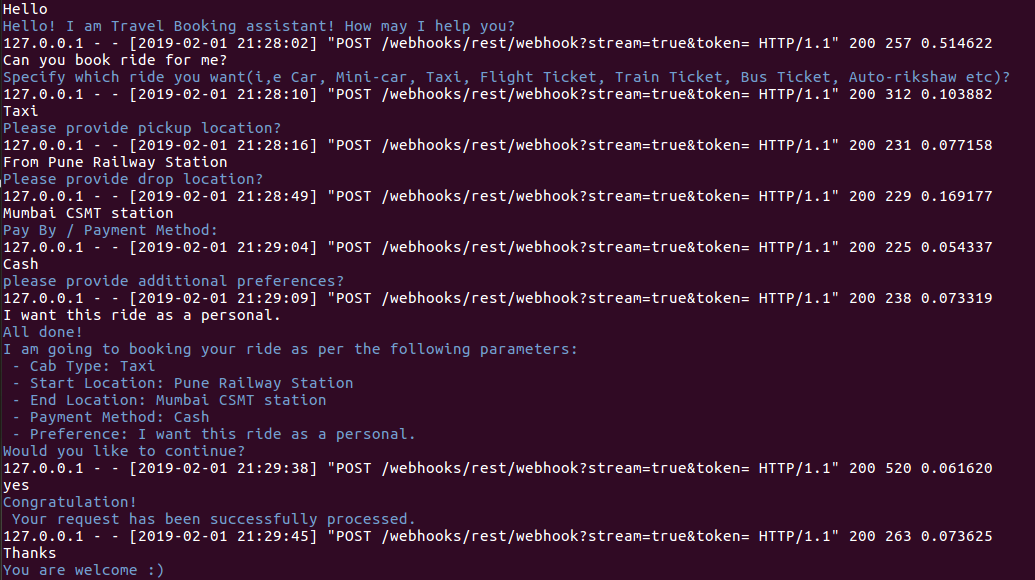 Hello
Hello! I am Travel Booking assistant! How may I help you?
127.0.0.1 - - [2019-02-01 21:28:02] "POST /webhooks/rest/webhook?stream=true&token= HTTP/1.1" 200 257 0.514622
Can you book ride for me?
Specify which ride you want(i,e Car, Mini-car, Taxi, Flight Ticket, Train Ticket, Bus Ticket, Auto-rikshaw etc)?
127.0.0.1 - - [2019-02-01 21:28:10] "POST /webhooks/rest/webhook?stream=true&token= HTTP/1.1" 200 312 0.103882
Taxi
Please provide pickup location?
127.0.0.1 - - [2019-02-01 21:28:16] "POST /webhooks/rest/webhook?stream=true&token= HTTP/1.1" 200 231 0.077158
From Pune Railway Station
Please provide drop location?
127.0.0.1 - - [2019-02-01 21:28:49] "POST /webhooks/rest/webhook?stream=true&token= HTTP/1.1" 200 229 0.169177
Mumbai CSMT station
Pay By / Payment Method:
127.0.0.1 - - [2019-02-01 21:29:04] "POST /webhooks/rest/webhook?stream=true&token= HTTP/1.1" 200 225 0.054337
Cash
please provide additional preferences?
127.0.0.1 - - [2019-02-01 21:29:09] "POST /webhooks/rest/webhook?stream=true&token= HTTP/1.1" 200 238 0.073319
I want this ride as a personal.
All done!
I am going to booking your ride as per the following parameters:
- Cab Type: Taxi
- Start Location: Pune Railway Station
- End Location: Mumbai CSMT station
- Payment Method: Cash
- Preference: I want this ride as a personal.
Would you like to continue?
127.0.0.1 - - [2019-02-01 21:29:38] "POST /webhooks/rest/webhook?stream=true&token= HTTP/1.1" 200 520 0.061620
yes
Congratulation!
Your request has been successfully processed.
127.0.0.1 - - [2019-02-01 21:29:45] "POST /webhooks/rest/webhook?stream=true&token= HTTP/1.1" 200 263 0.073625
Thanks
You are welcome :)